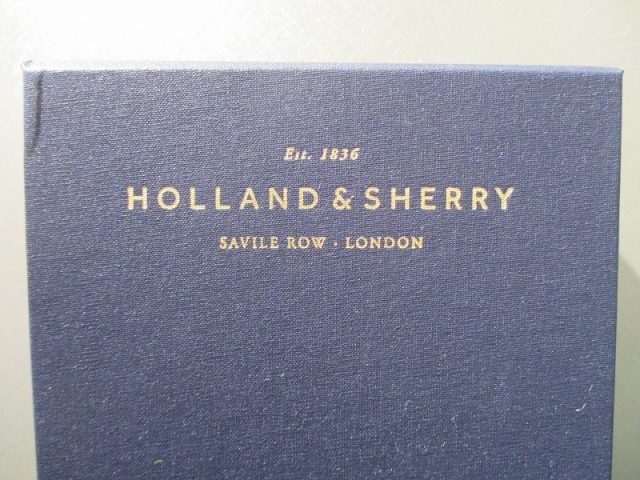 Est. 1836
HOLLAND & SHERRY
SAVILE ROW · LONDON